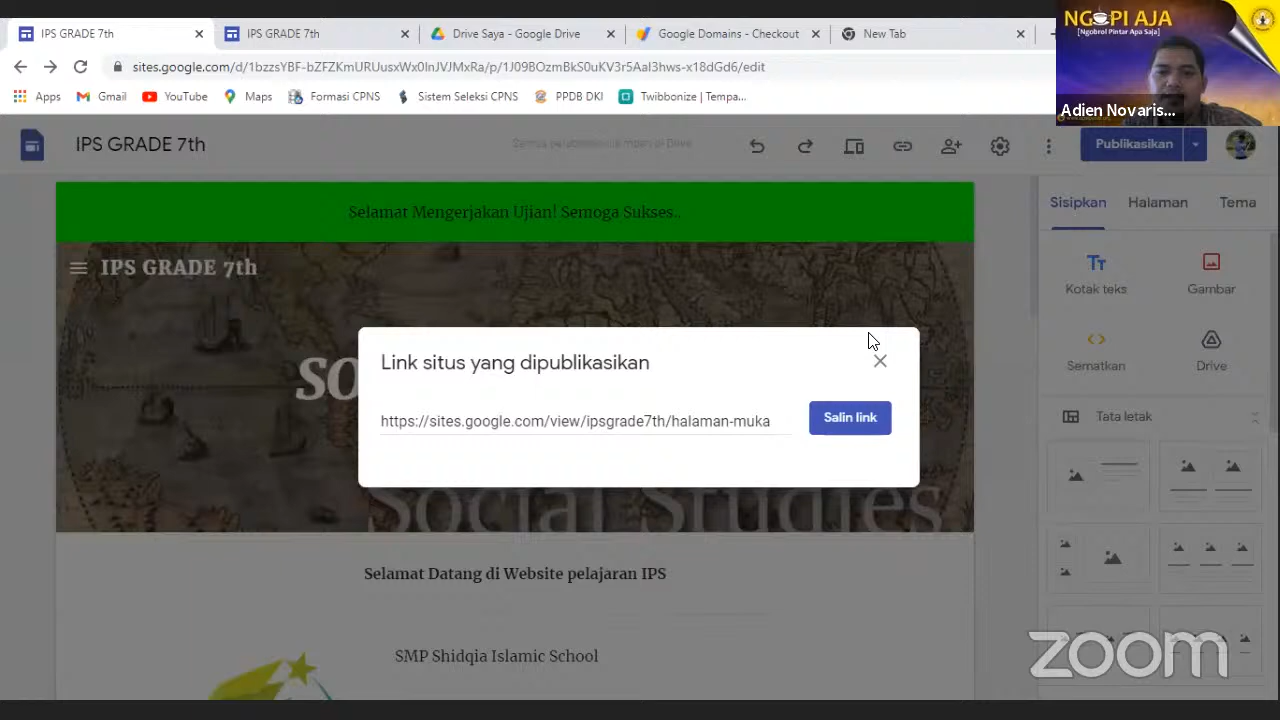 IPS GRADE 7th
IPS GRADE 7th
Drive Saya - Google Drive
Google Domains - Checkout
New Tab
sites.google.com/d/1bzzsYBF-bZFZKmURUusxWx0lnJVJMxRa/p/1J09BOzmBkS0uKV3r5Aal3hws-x18dGd6/edit
Apps
Gmail
YouTube
Maps
Formasi CPNS
Sistem Seleksi CPNS
PPDB DKI
Twibbonize | Tempa...
NGOPI AJA
[Ngobrol Pintar Apa Saja]
Adien Novaris...
IPS GRADE 7th
Publikasikan
Selamat Mengerjakan Ujian! Semoga Sukses..
IPS GRADE 7th
SO
Link situs yang dipublikasikan
https://sites.google.com/view/ipsgrade7th/halaman-muka
Salin link
Social Studies
Selamat Datang di Website pelajaran IPS
SMP Shidqia Islamic School
Sisipkan
Halaman
Tema
Kotak teks
Gambar
Sematkan
Drive
Tata letak
zoom